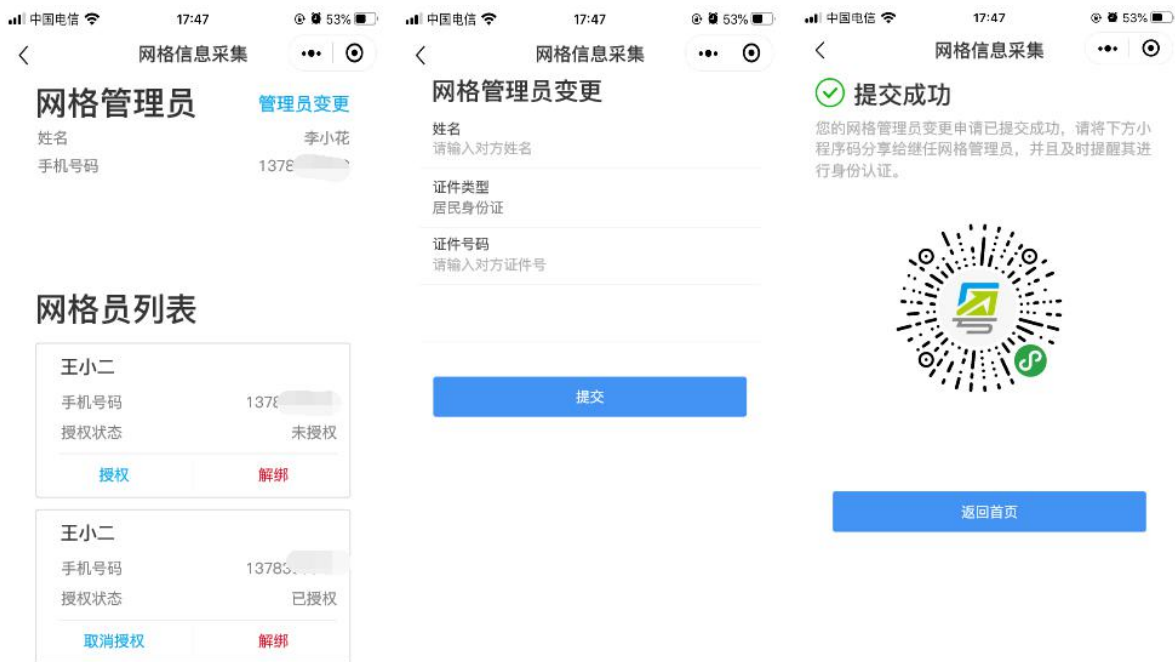 中国电信 17:47 53%
网格信息采集
网格管理员 管理员变更
姓名 李小花
手机号码 1378
网格员列表
王小二
手机号码 1378
授权状态 未授权
授权 解绑
王小二
手机号码 13783
授权状态 已授权
取消授权 解绑
中国电信 17:47 53%
网格信息采集
网格管理员变更
姓名
请输入对方姓名
证件类型
居民身份证
证件号码
请输入对方证件号
提交
中国电信 17:47 53%
网格信息采集
提交成功
您的网格管理员变更申请已提交成功，请将下方小
程序码分享给继任网格管理员，并且及时提醒其进
行身份认证。
返回首页